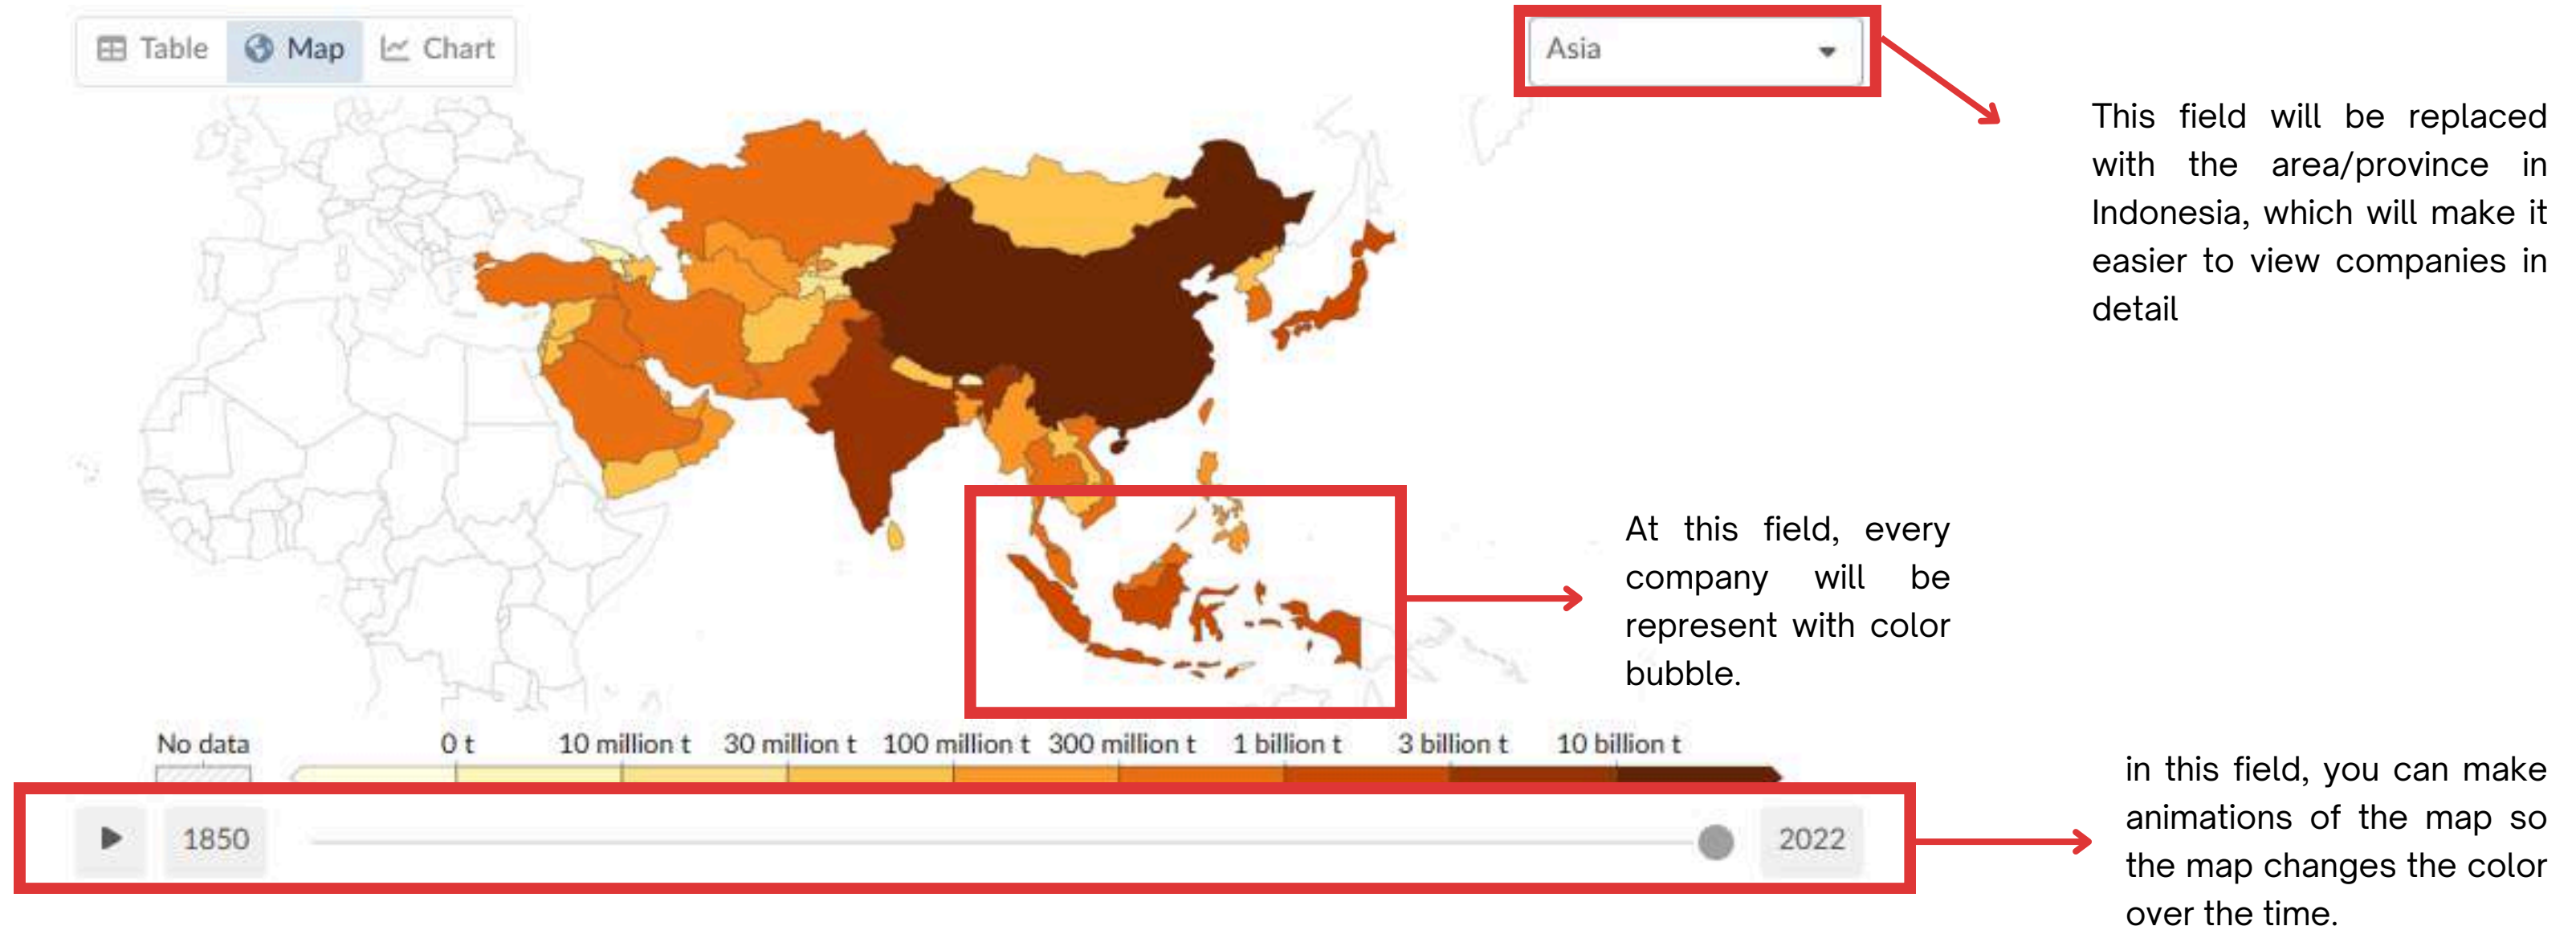 Table Map Chart
Asia
This field will be replaced
with the area/province in
Indonesia, which will make it
easier to view companies in
detail
At this field, every
company will be
represent with color
bubble.
No data 0 t 10 million t 30 million t 100 million t 300 million t 1 billion t 3 billion t 10 billion t
1850 2022
in this field, you can make
animations of the map so
the map changes the color
over the time.